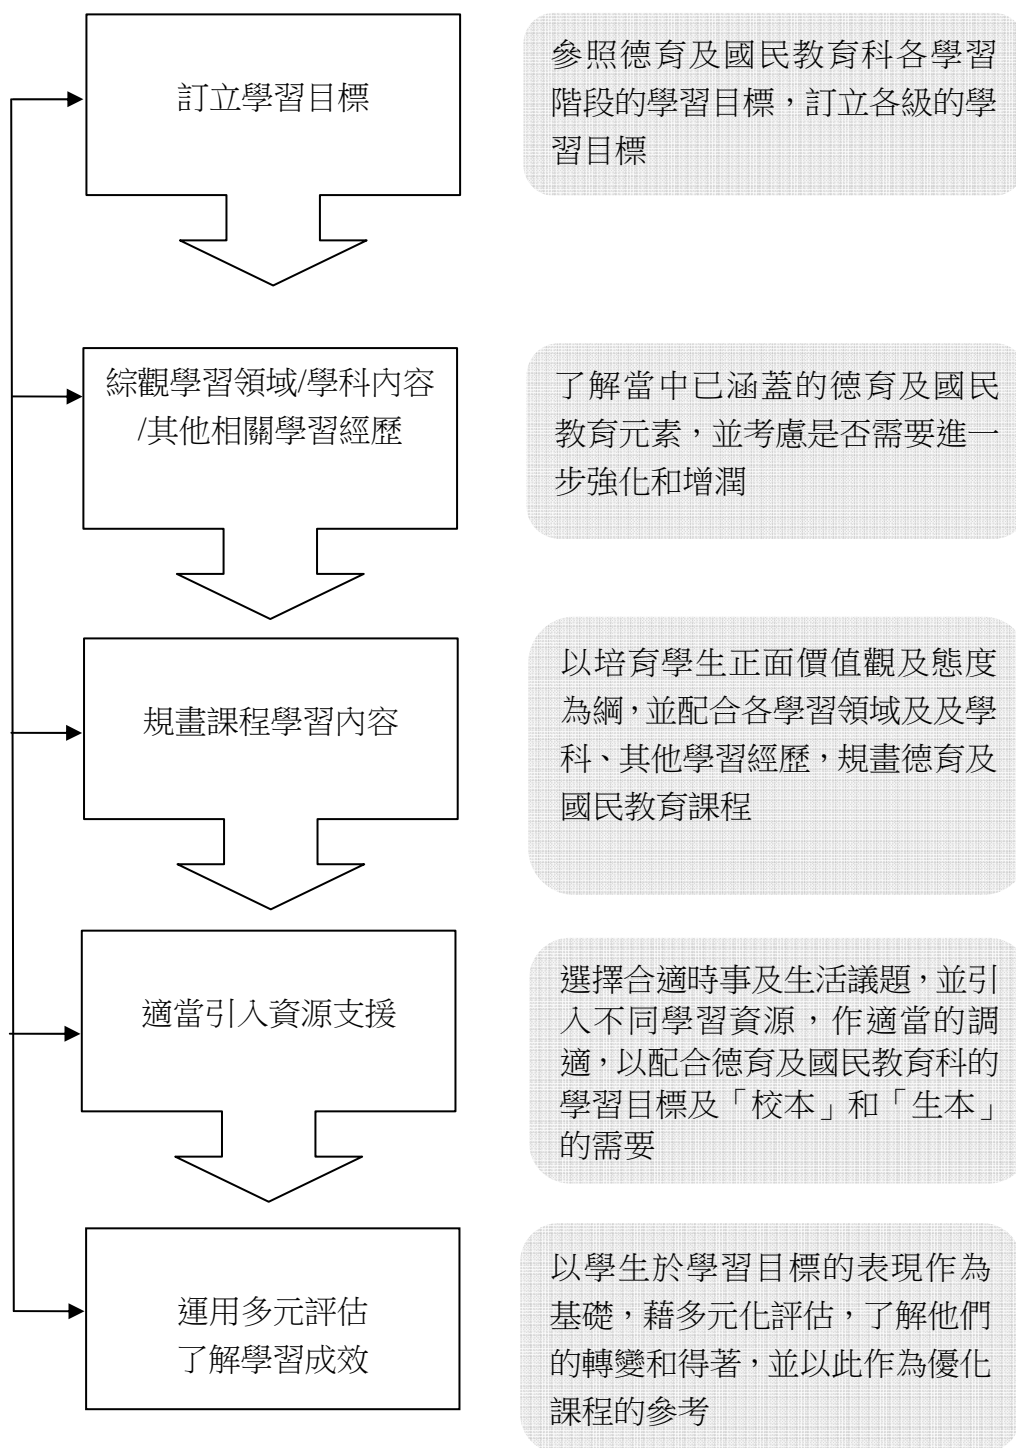 訂立學習目標
參照德育及國民教育科各學習
階段的學習目標，訂立各級的學
習目標
綜觀學習領域/學科內容
/其他相關學習經歷
了解當中已涵蓋的德育及國民
教育元素，並考慮是否需要進一
步強化和增潤
規畫課程學習內容
以培育學生正面價值觀及態度
為綱，並配合各學習領域及及學
科、其他學習經歷，規畫德育及
國民教育課程
適當引入資源支援
選擇合適時事及生活議題，並引
入不同學習資源，作適當的調
適，以配合德育及國民教育科的
學習目標及「校本」和「生本」
的需要
運用多元評估
了解學習成效
以學生於學習目標的表現作為
基礎，藉多元化評估，了解他們
的轉變和得著，並以此作為優化
課程的參考